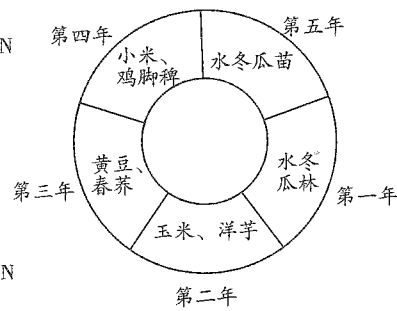 N
第四年
第五年
小米、
鸡脚稗
水冬瓜苗
黄豆、
春荞
水冬
瓜林
第三年
第一年
玉米、洋芋
N
第二年